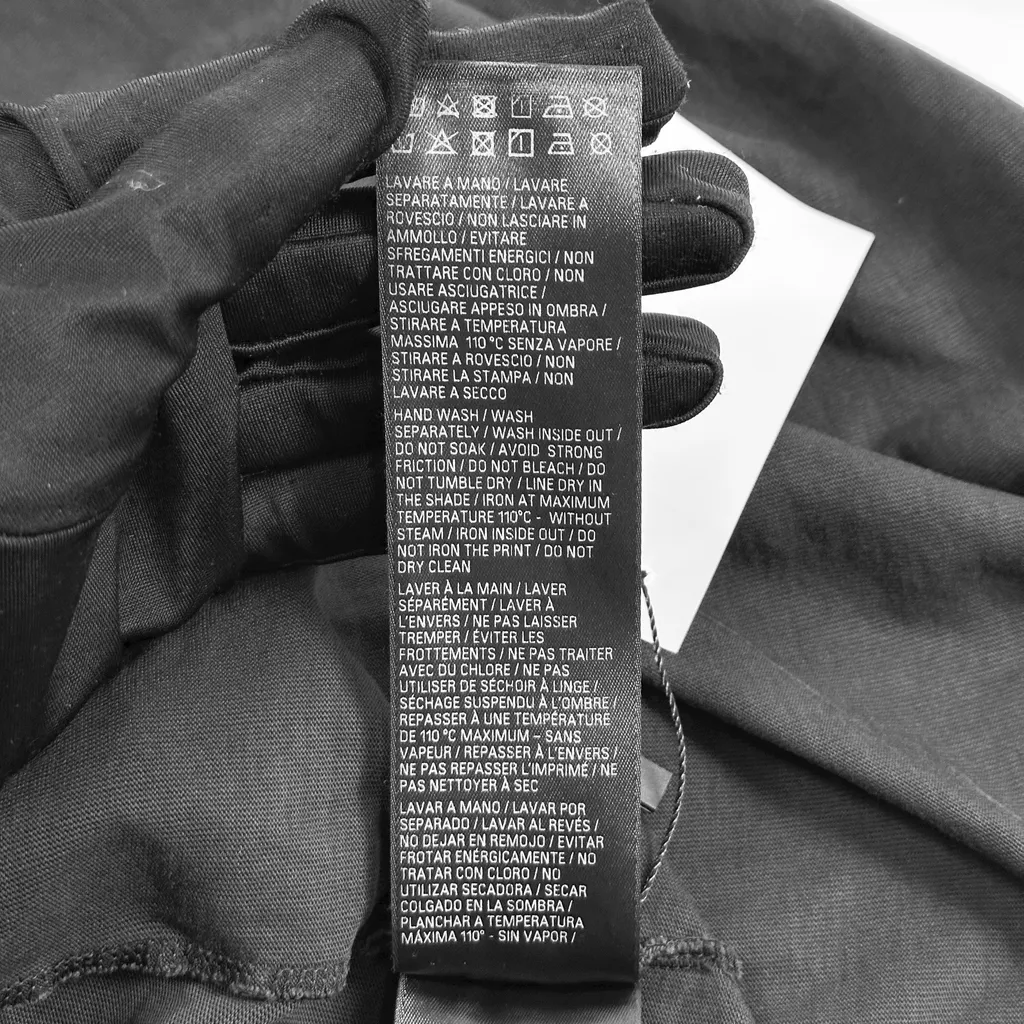 LAVARE A MANO / LAVARE
SEPARATAMENTE / LAVARE A
ROVESCIO / NON LASCIARE IN
AMMOLLO / EVITARE
SFREGAMENTI ENERGICI / NON
TRATTARE CON CLORO / NON
USARE ASCIUGATRICE /
ASCIUGARE APPESO IN OMBRA /
STIRARE A TEMPERATURA
MASSIMA 110 °C SENZA VAPORE /
STIRARE A ROVESCIO / NON
STIRARE LA STAMPA / NON
LAVARE A SECCO
HAND WASH / WASH
SEPARATELY / WASH INSIDE OUT /
DO NOT SOAK / AVOID STRONG
FRICTION / DO NOT BLEACH / DO
NOT TUMBLE DRY / LINE DRY IN
THE SHADE / IRON AT MAXIMUM
TEMPERATURE 110°C - WITHOUT
STEAM / IRON INSIDE OUT / DO
NOT IRON THE PRINT / DO NOT
DRY CLEAN
LAVER À LA MAIN / LAVER
SÉPARÉMENT / LAVER À
L'ENVERS / NE PAS LAISSER
TREMPER / ÉVITER LES
FROTTEMENTS / NE PAS TRAITER
AVEC DU CHLORE / NE PAS
UTILISER DE SÉCHOIR À LINGE /
SÉCHAGE SUSPENDU À L'OMBRE /
REPASSER À UNE TEMPÉRATURE
DE 110 °C MAXIMUM – SANS
VAPEUR / REPASSER À L'ENVERS /
NE PAS REPASSER L'IMPRIMÉ / NE
PAS NETTOYER À SEC
LAVAR A MANO / LAVAR POR
SEPARADO / LAVAR AL REVÉS /
NO DEJAR EN REMOJO / EVITAR
FROTAR ENÉRGICAMENTE / NO
TRATAR CON CLORO / NO
UTILIZAR SECADORA / SECAR
COLGADO EN LA SOMBRA /
PLANCHAR A TEMPERATURA
MÁXIMA 110° - SIN VAPOR /